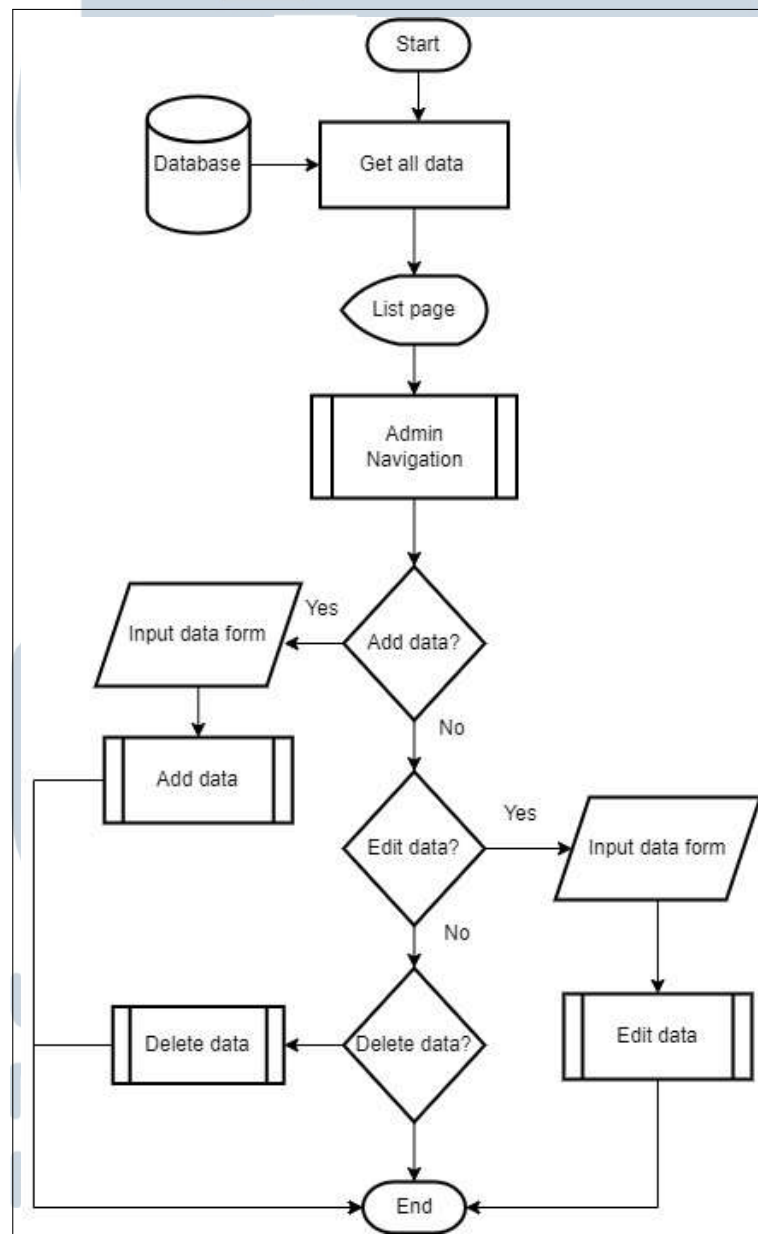 Start
Database
Get all data
List page
Admin
Navigation
Yes
Input data form
Add data?
No
Add data
Yes
Edit data?
Input data form
No
Delete data
Delete data?
Edit data
End